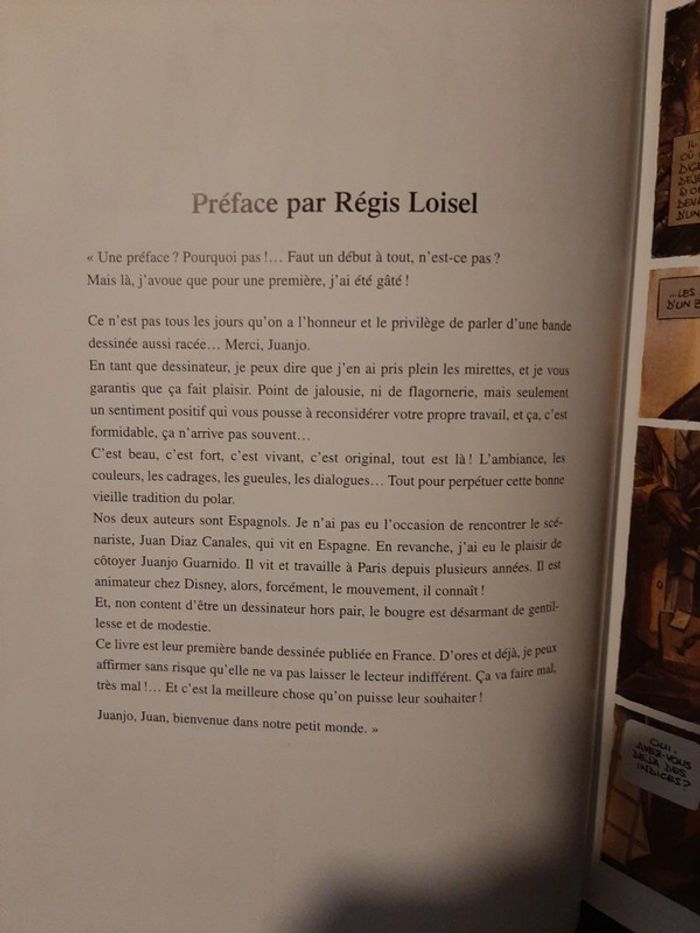 Préface par Régis Loisel
« Une préface ? Pourquoi pas !… Faut un début à tout, n'est-ce pas ?
Mais là, j'avoue que pour une première, j'ai été gâté !
Ce n'est pas tous les jours qu'on a l'honneur et le privilège de parler d'une bande
dessinée aussi racée… Merci, Juanjo.
En tant que dessinateur, je peux dire que j'en ai pris plein les mirettes, et je vous
garantis que ça fait plaisir. Point de jalousie, ni de flagornerie, mais seulement
un sentiment positif qui vous pousse à reconsidérer votre propre travail, et ça, c'est
formidable, ça n'arrive pas souvent…
C'est beau, c'est fort, c'est vivant, c'est original, tout est là ! L'ambiance, les
couleurs, les cadrages, les gueules, les dialogues… Tout pour perpétuer cette bonne
vieille tradition du polar.
Nos deux auteurs sont Espagnols. Je n'ai pas eu l'occasion de rencontrer le scé-
nariste, Juan Diaz Canales, qui vit en Espagne. En revanche, j'ai eu le plaisir de
côtoyer Juanjo Guarnido. Il vit et travaille à Paris depuis plusieurs années. Il est
animateur chez Disney, alors, forcément, le mouvement, il connaît !
Et, non content d'être un dessinateur hors pair, le bougre est désarmant de gentil-
lesse et de modestie.
Ce livre est leur première bande dessinée publiée en France. D'ores et déjà, je peux
affirmer sans risque qu'elle ne va pas laisser le lecteur indifférent. Ça va faire mal,
très mal !… Et c'est la meilleure chose qu'on puisse leur souhaiter !
Juanjo, Juan, bienvenue dans notre petit monde. »
IL
OÙ
DEVA
D'UN
...LES
D'UN
OUI.
AVEZ-VOUS
DÉJÀ DES
INDICES?